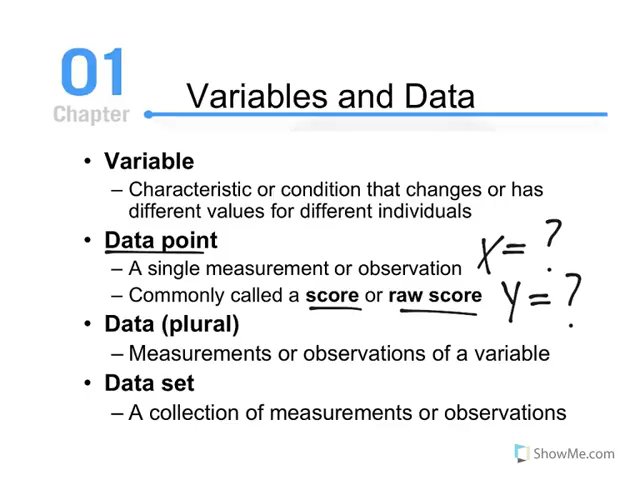 01
Chapter
Variables and Data
• Variable
– Characteristic or condition that changes or has
different values for different individuals
• Data point
– A single measurement or observation
X = ?
– Commonly called a score or raw score
Y = ?
• Data (plural)
– Measurements or observations of a variable
• Data set
– A collection of measurements or observations
ShowMe.com